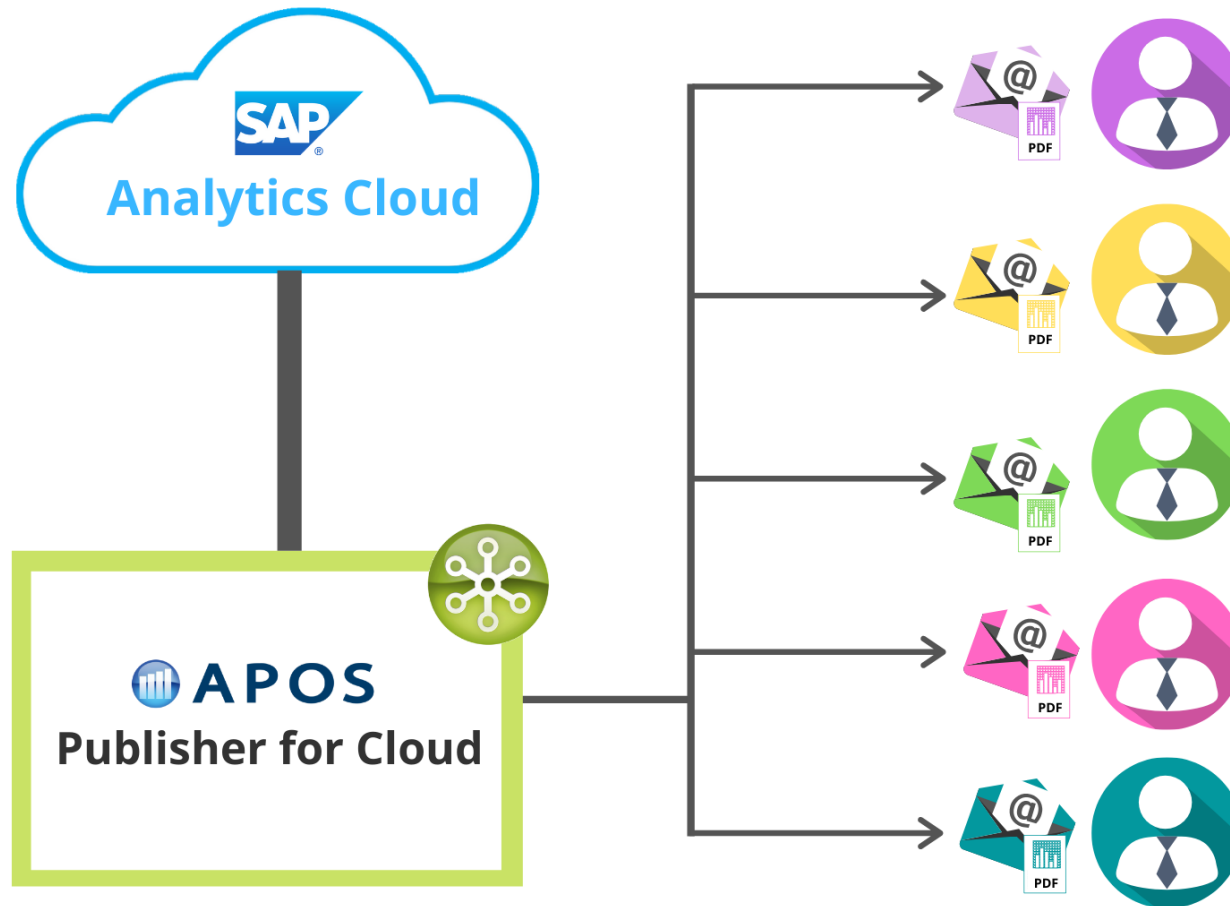 SAP
®
Analytics Cloud
APOS
Publisher for Cloud
@
PDF
@
PDF
@
PDF
@
PDF
@
PDF